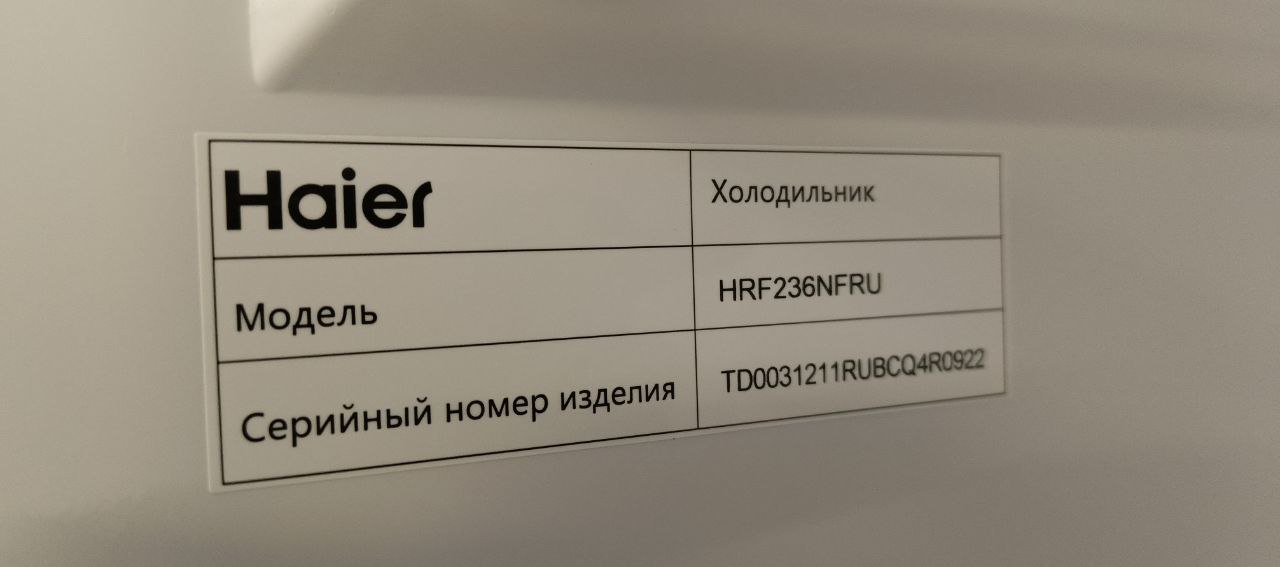 Haier
Холодильник
Модель
HRF236NFRU
Серийный номер изделия
TD0031211RUBCQ4R0922